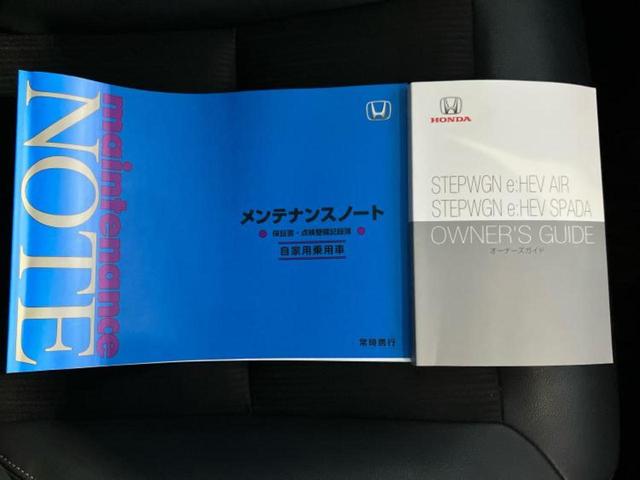 NOTE
maintenance
メンテナンスノート
保証書・点検整備記録簿
自家用乗用車
常時携行
HONDA
STEPWGN e:HEV AIR
STEPWGN e:HEV SPADA
OWNER'S GUIDE
オーナーズガイド